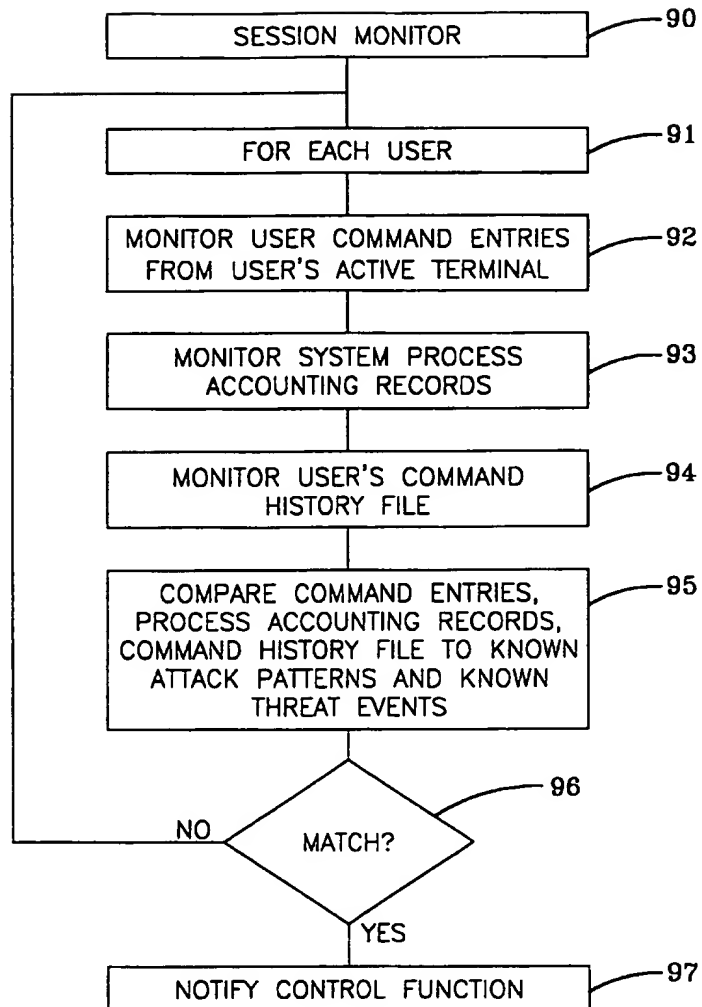 SESSION MONITOR
90
FOR EACH USER
91
MONITOR USER COMMAND ENTRIES
FROM USER'S ACTIVE TERMINAL
92
MONITOR SYSTEM PROCESS
ACCOUNTING RECORDS
93
MONITOR USER'S COMMAND
HISTORY FILE
94
COMPARE COMMAND ENTRIES,
PROCESS ACCOUNTING RECORDS,
COMMAND HISTORY FILE TO KNOWN
ATTACK PATTERNS AND KNOWN
THREAT EVENTS
95
96
NO
MATCH?
YES
NOTIFY CONTROL FUNCTION
97